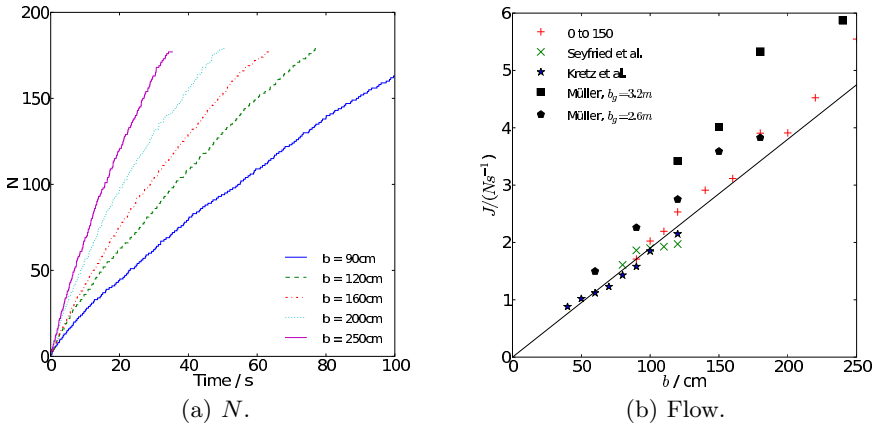 200
150
100
50
0
N
b = 90cm
b = 120cm
b = 160cm
b = 200cm
b = 250cm
0 20 40 60 80 100
Time / s
(a) N.
6
5
4
3
2
1
0
J/(Ns⁻¹)
0 to 150
Seyfried et al.
Kretz et al.
Müller, b_g=3.2m
Müller, b_g=2.6m
0 50 100 150 200 250
b / cm
(b) Flow.